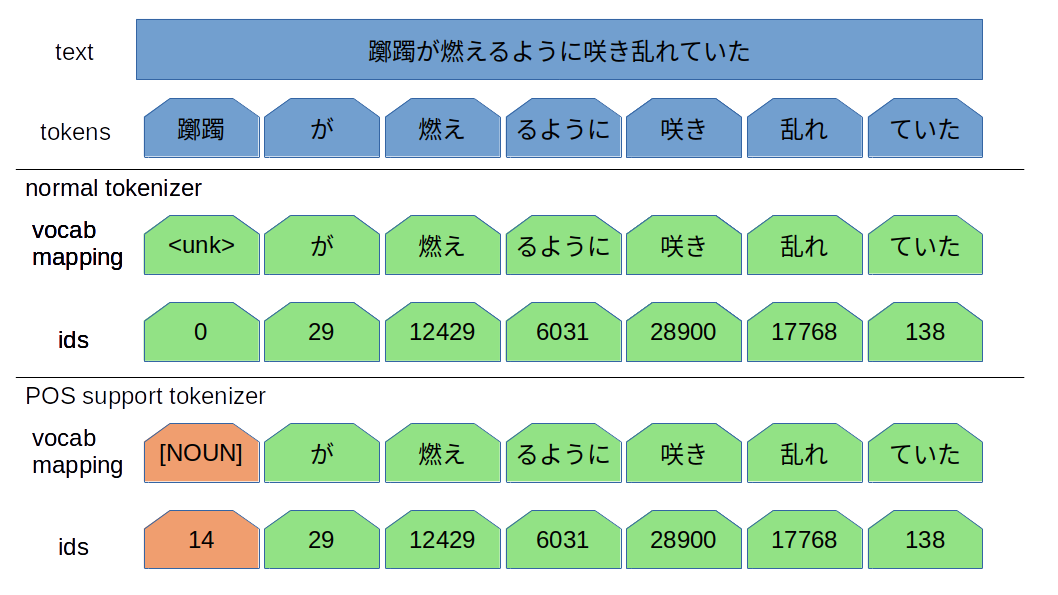 text
躑躅が燃えるように咲き乱れていた
tokens
躑躅 が 燃え るように 咲き 乱れ ていた
normal tokenizer
vocab
mapping
<unk> が 燃え るように 咲き 乱れ ていた
ids
0 29 12429 6031 28900 17768 138
POS support tokenizer
vocab
mapping
[NOUN] が 燃え るように 咲き 乱れ ていた
ids
14 29 12429 6031 28900 17768 138